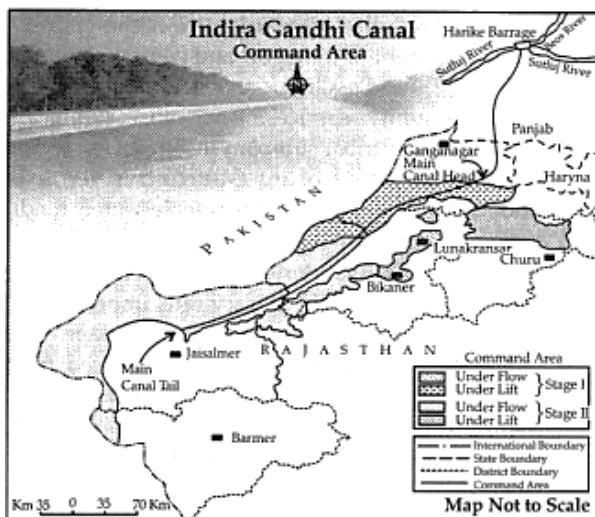 Indira Gandhi Canal
Command Area
N
Harike Barrage
Sutluj River
Beas River
Sutluj River
Panjab
Ganganagar
Main
Canal Head
Haryna
PAKISTAN
Lunakransar
Churu
Bikaner
RAJASTHAN
Jaisalmer
Main
Canal Tail
Barmer
Command Area
Under Flow
Under Lift
Stage I
Under Flow
Under Lift
Stage II
International Boundary
State Boundary
District Boundary
Command Area
Km 35 0 35 70 Km
Map Not to Scale